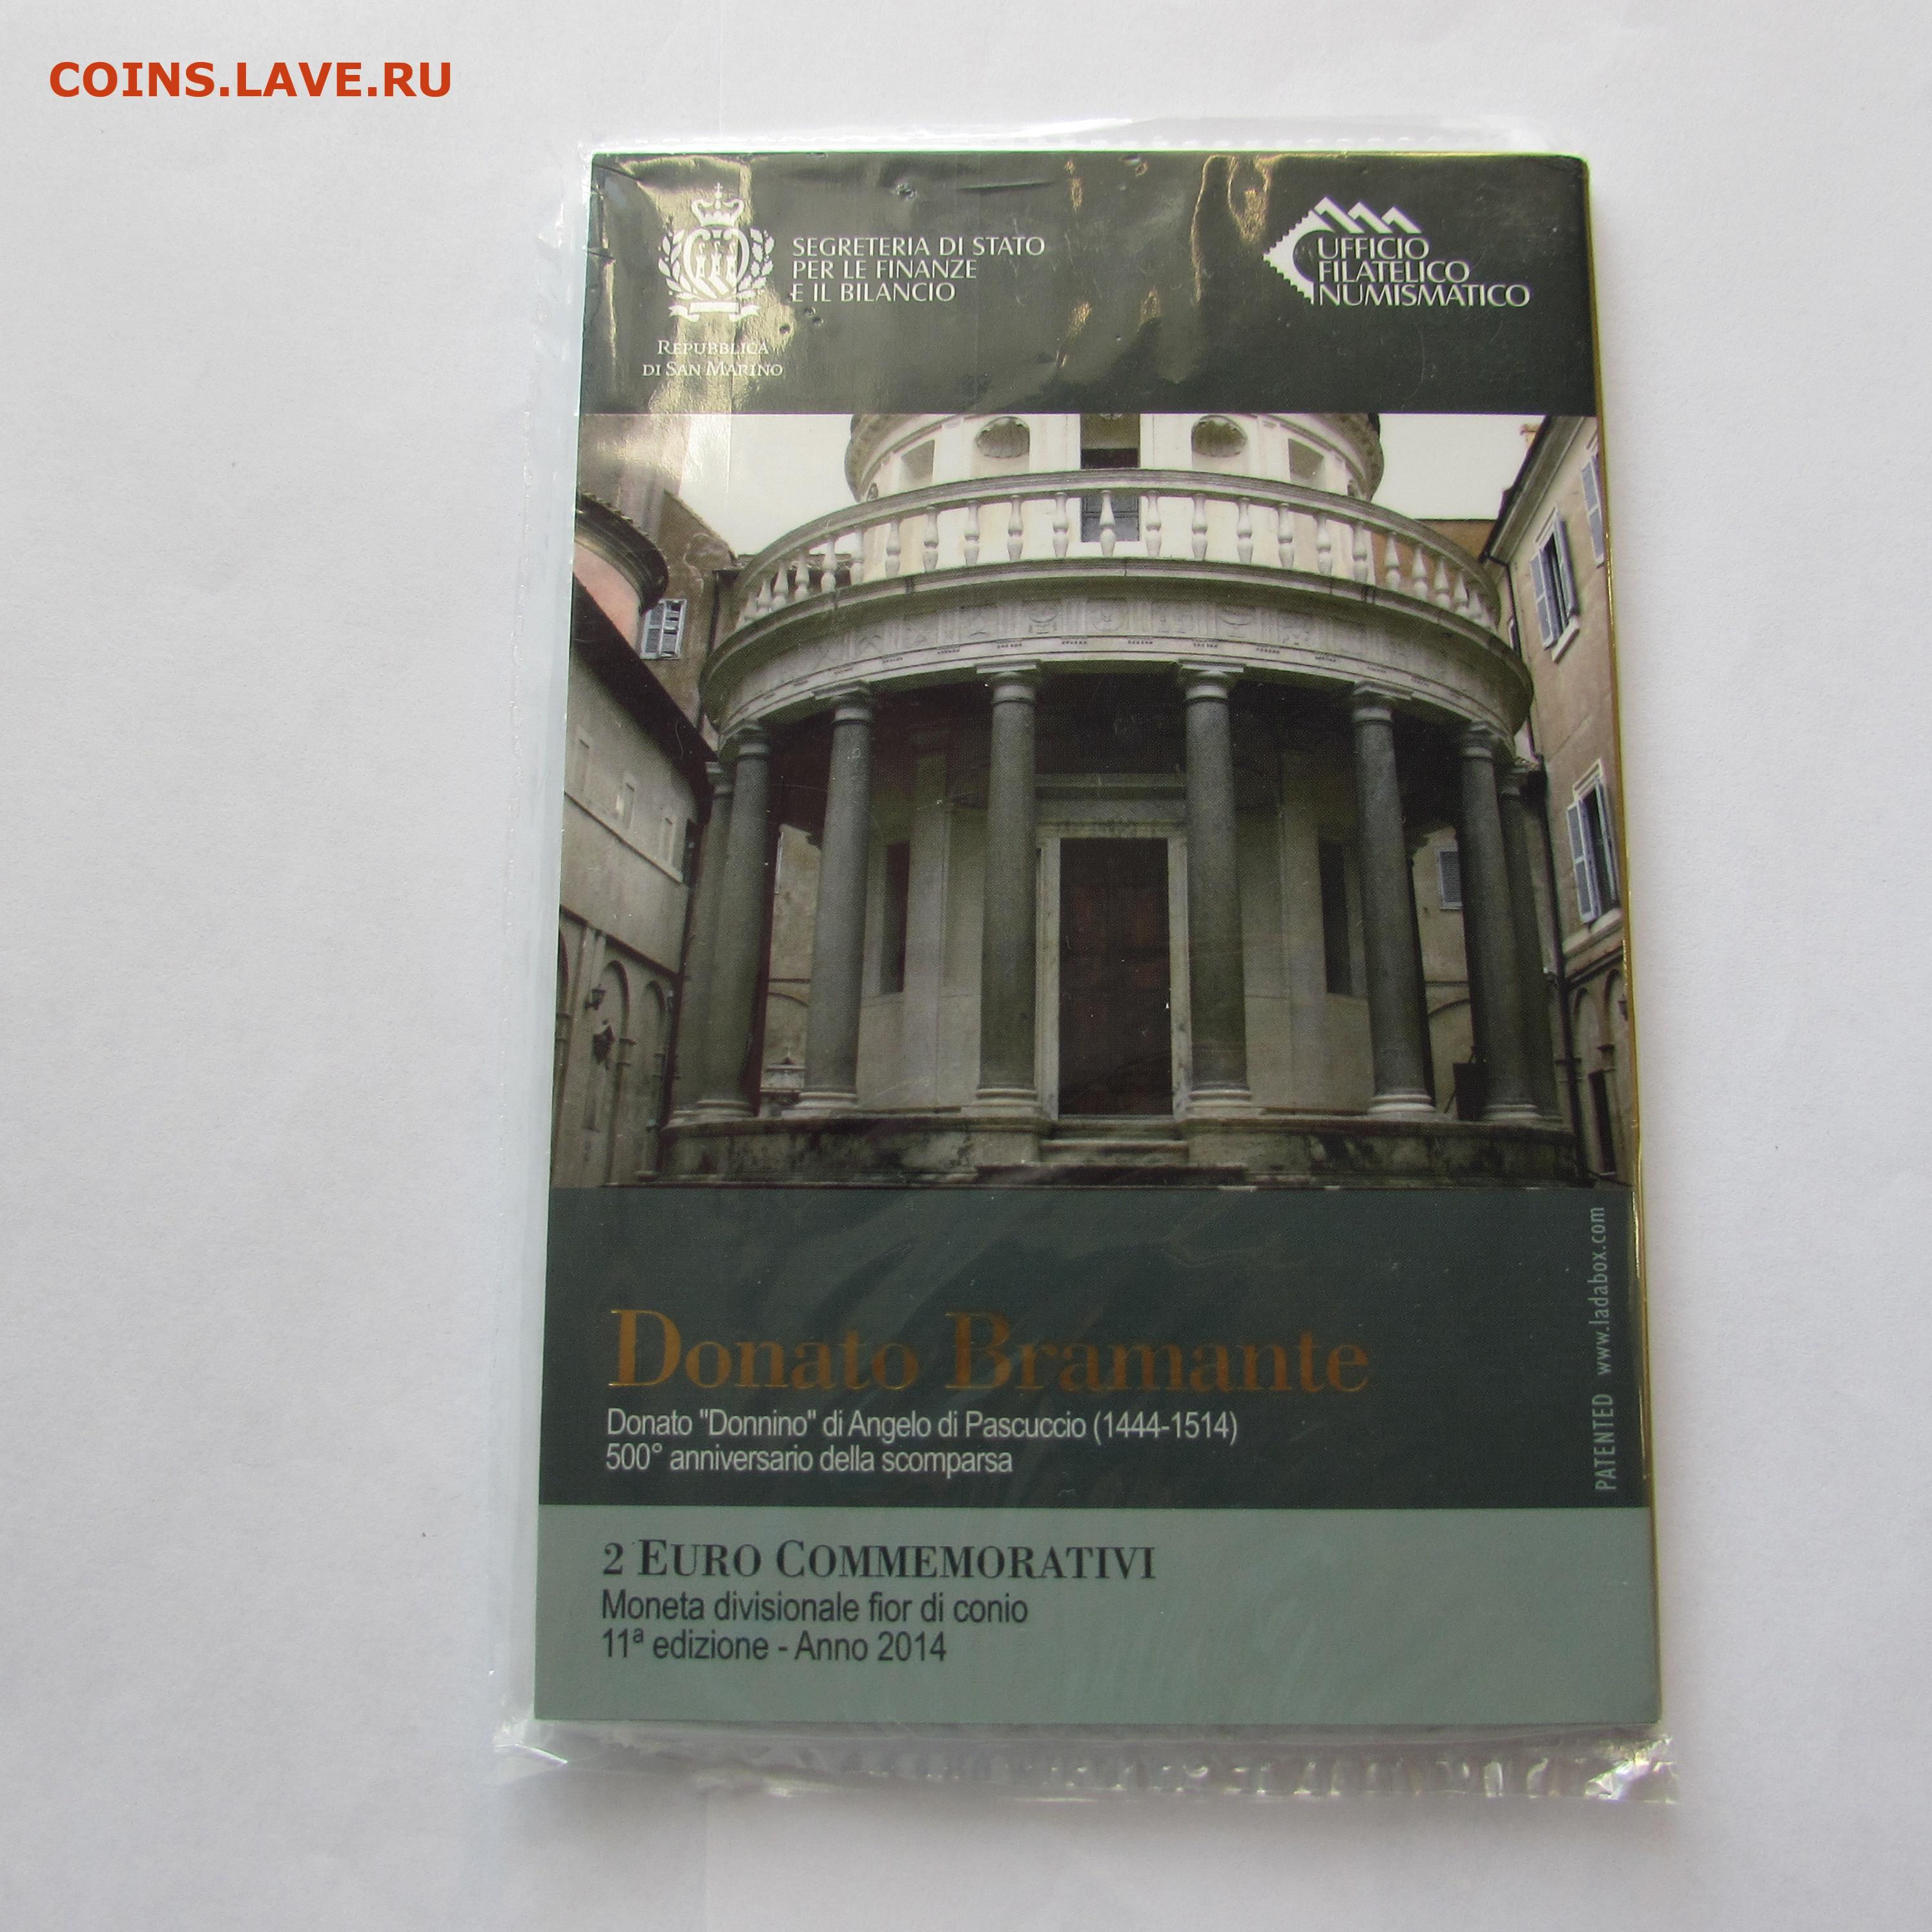 COINS.LAVE.RU
SEGRETERIA DI STATO
PER LE FINANZE
E IL BILANCIO
REPUBBLICA
DI SAN MARINO
UFFICIO
FILATELICO
NUMISMATICO
Donato Bramante
Donato "Donnino" di Angelo di Pascuccio (1444-1514)
500° anniversario della scomparsa
PATENTED www.ladabox.com
2 EURO COMMEMORATIVI
Moneta divisionale fior di conio
11ª edizione - Anno 2014